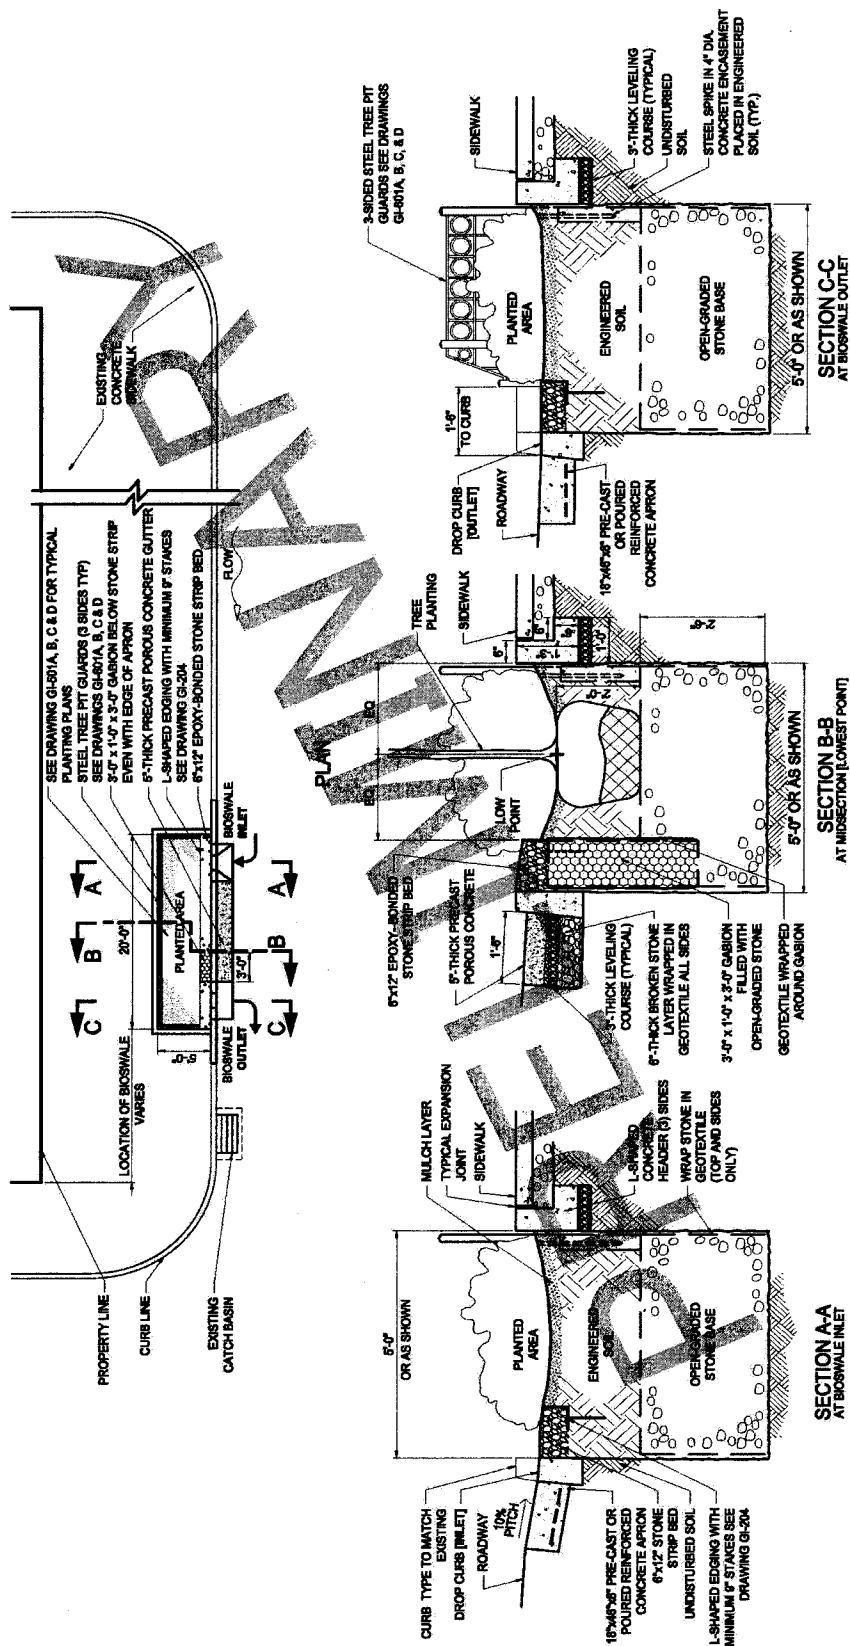 PROPERTY LINE
CURB LINE
EXISTING
CATCH BASIN
LOCATION OF BIOSWALE
VARIES
5'-0"
20'-0"
PLANTED AREA
3'-0"
BIOSWALE
OUTLET
BIOSWALE
INLET
C
B
A
C
B
A
FLOW
SEE DRAWING GI-601A, B, C & D FOR TYPICAL
PLANTING PLANS
STEEL TREE PIT GUARDS (3 SIDES TYP)
SEE DRAWINGS GI-601A, B, C & D
3'-0" x 1'-0" x 3'-0" GABION BELOW STONE STRIP
EVEN WITH EDGE OF APRON
5"-THICK PRECAST POROUS CONCRETE GUTTER
L-SHAPED EDGING WITH MINIMUM 9" STAKES
SEE DRAWING GI-204
6"x12" EPOXY-BONDED STONE STRIP BED
EXISTING
CONCRETE
SIDEWALK
PLAN
PRELIMINARY
5'-0"
OR AS SHOWN
CURB TYPE TO MATCH
EXISTING
DROP CURB [INLET]
ROADWAY
10%
PITCH
18"x48"x8" PRE-CAST OR
POURED REINFORCED
CONCRETE APRON
6"x12" STONE
STRIP BED
UNDISTURBED SOIL
L-SHAPED EDGING WITH
MINIMUM 9" STAKES SEE
DRAWING GI-204
PLANTED
AREA
ENGINEERED
SOIL
OPEN-GRADED
STONE BASE
MULCH LAYER
TYPICAL EXPANSION
JOINT
SIDEWALK
L-SHAPED
CONCRETE
HEADER (3) SIDES
WRAP STONE IN
GEOTEXTILE
(TOP AND SIDES
ONLY)
SECTION A-A
AT BIOSWALE INLET
6"x12" EPOXY-BONDED
STONE STRIP BED
5"-THICK PRECAST
POROUS CONCRETE
1'-6"
3"-THICK LEVELING
COURSE (TYPICAL)
6"-THICK BROKEN STONE
LAYER WRAPPED IN
GEOTEXTILE ALL SIDES
3'-0" x 1'-0" x 3'-0" GABION
FILLED WITH
OPEN-GRADED STONE
GEOTEXTILE WRAPPED
AROUND GABION
EQ
EQ
LOW
POINT
TREE
PLANTING
SIDEWALK
6"
1'-3"
6"
1'-0"
2'-0"
2'-6"
5'-0" OR AS SHOWN
SECTION B-B
AT MIDSECTION [LOWEST POINT]
3-SIDED STEEL TREE PIT
GUARDS SEE DRAWINGS
GI-601A, B, C, & D
1'-6"
TO CURB
DROP CURB
[OUTLET]
ROADWAY
18"x48"x8" PRE-CAST
OR POURED
REINFORCED
CONCRETE APRON
PLANTED
AREA
ENGINEERED
SOIL
OPEN-GRADED
STONE BASE
SIDEWALK
3"-THICK LEVELING
COURSE (TYPICAL)
UNDISTURBED
SOIL
STEEL SPIKE IN 4" DIA.
CONCRETE ENCASEMENT
PLACED IN ENGINEERED
SOIL (TYP.)
5'-0" OR AS SHOWN
SECTION C-C
AT BIOSWALE OUTLET